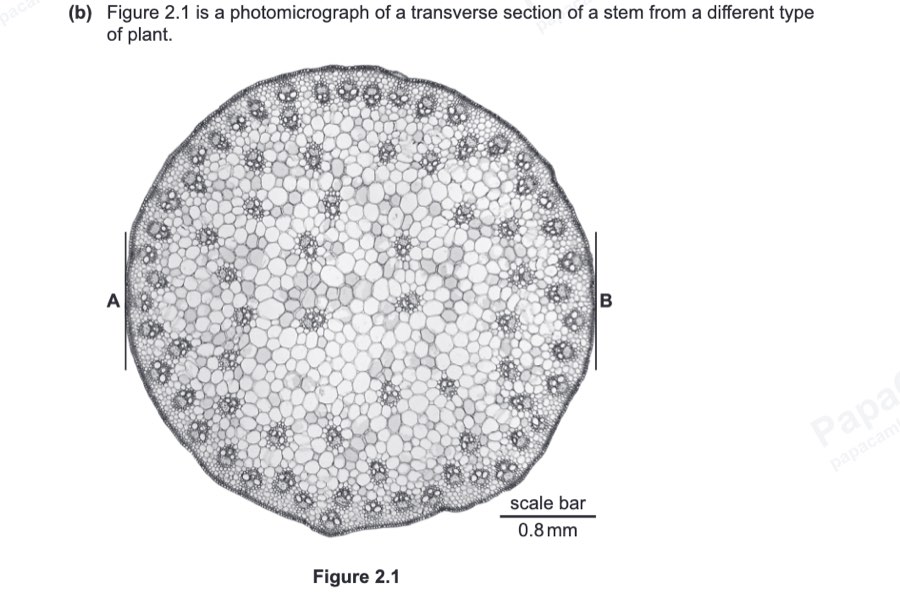 (b) Figure 2.1 is a photomicrograph of a transverse section of a stem from a different type
of plant.
A
B
scale bar
0.8 mm
Figure 2.1